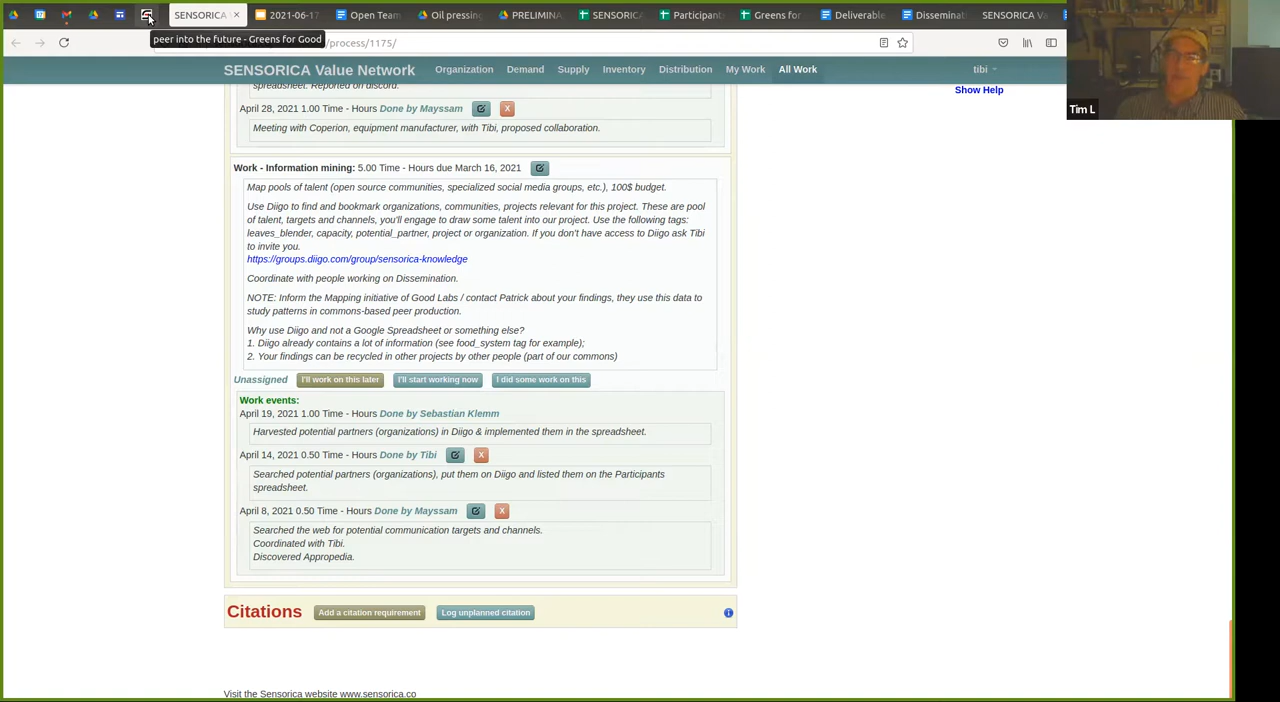 SENSORICA
2021-06-17
Open Team
Oil pressing
PRELIMINA
SENSORIC
Participant
Greens for
Deliverable
Disseminat
SENSORICA Va
peer into the future - Greens for Good
/process/1175/
SENSORICA Value Network
Organization
Demand
Supply
Inventory
Distribution
My Work
All Work
tibi
Tim L
Show Help
spreadsheet. Reported on discord.
April 28, 2021 1.00 Time - Hours Done by Mayssam
X
Meeting with Coperion, equipment manufacturer, with Tibi, proposed collaboration.
Work - Information mining: 5.00 Time - Hours due March 16, 2021
Map pools of talent (open source communities, specialized social media groups, etc.), 100$ budget.
Use Diigo to find and bookmark organizations, communities, projects relevant for this project. These are pool
of talent, targets and channels, you'll engage to draw some talent into our project. Use the following tags:
leaves_blender, capacity, potential_partner, project or organization. If you don't have access to Diigo ask Tibi
to invite you.
https://groups.diigo.com/group/sensorica-knowledge
Coordinate with people working on Dissemination.
NOTE: Inform the Mapping initiative of Good Labs / contact Patrick about your findings, they use this data to
study patterns in commons-based peer production.
Why use Diigo and not a Google Spreadsheet or something else?
1. Diigo already contains a lot of information (see food_system tag for example);
2. Your findings can be recycled in other projects by other people (part of our commons)
Unassigned
I'll work on this later
I'll start working now
I did some work on this
Work events:
April 19, 2021 1.00 Time - Hours Done by Sebastian Klemm
Harvested potential partners (organizations) in Diigo & implemented them in the spreadsheet.
April 14, 2021 0.50 Time - Hours Done by Tibi
X
Searched potential partners (organizations), put them on Diigo and listed them on the Participants
spreadsheet.
April 8, 2021 0.50 Time - Hours Done by Mayssam
X
Searched the web for potential communication targets and channels.
Coordinated with Tibi.
Discovered Appropedia.
Citations
Add a citation requirement
Log unplanned citation
Visit the Sensorica website www.sensorica.co